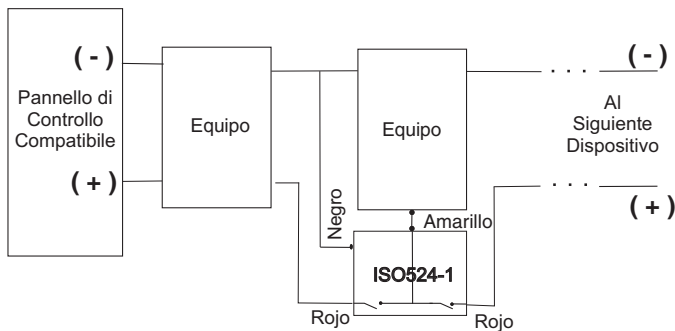 ( - )
( - )
Pannello di
Controllo
Compatibile
Equipo
Equipo
. . .
Al
Siguiente
Dispositivo
( + )
. . .
( + )
Negro
Amarillo
ISO524-1
Rojo
Rojo